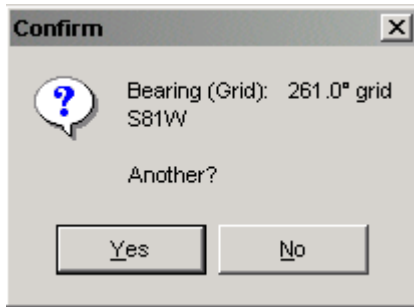 Confirm
Bearing (Grid): 261.0° grid
S81W
Another?
Yes
No